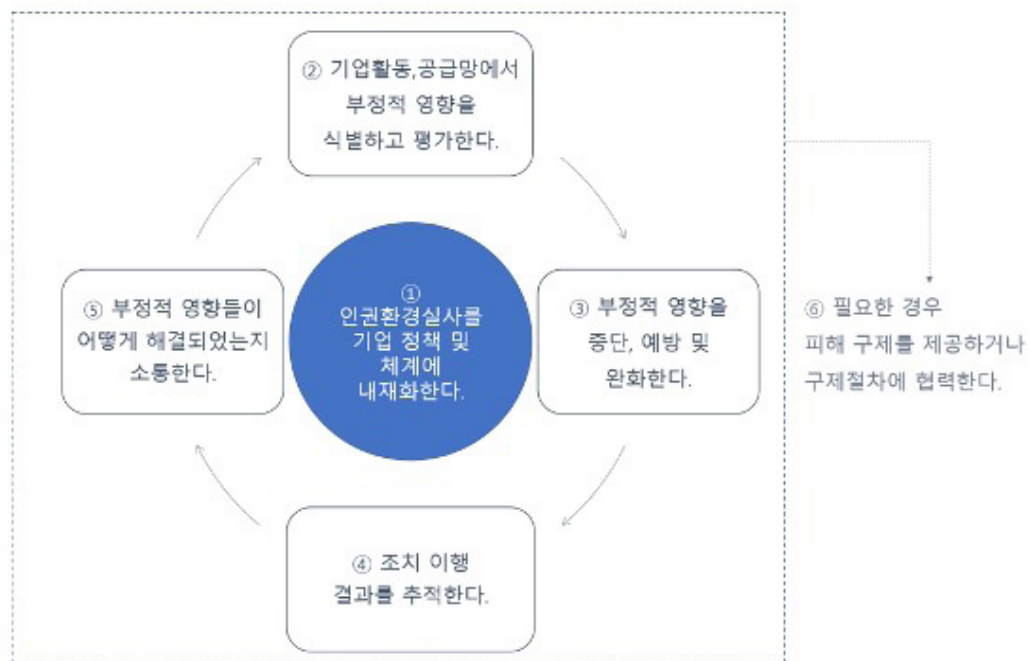 ①
인권환경실사를
기업 정책 및
체계에
내재화한다.
② 기업활동,공급망에서
부정적 영향을
식별하고 평가한다.
③ 부정적 영향을
중단, 예방 및
완화한다.
④ 조치 이행
결과를 추적한다.
⑤ 부정적 영향들이
어떻게 해결되었는지
소통한다.
⑥ 필요한 경우
피해 구제를 제공하거나
구제절차에 협력한다.